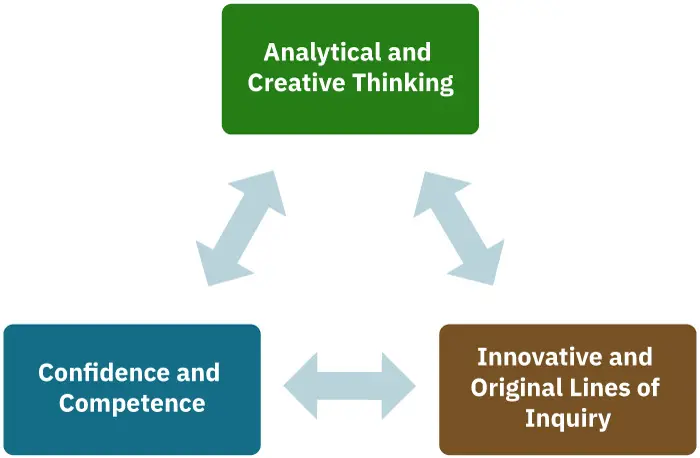 Analytical and
Creative Thinking
Confidence and
Competence
Innovative and
Original Lines of
Inquiry